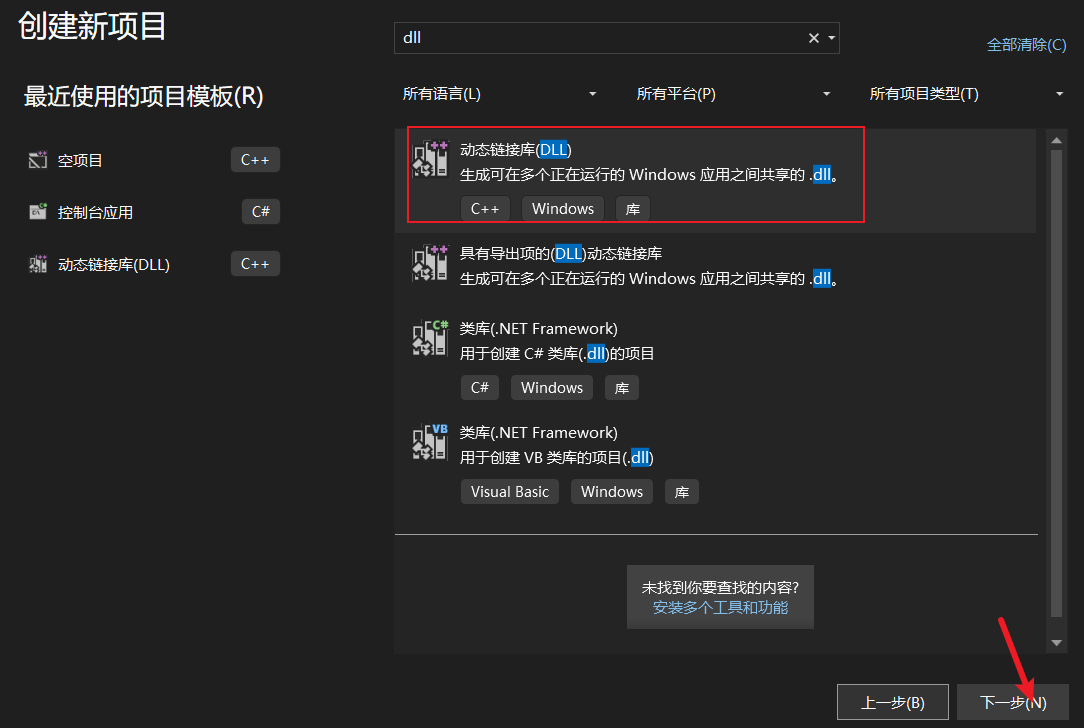 创建新项目
dll
全部清除(C)
最近使用的项目模板(R)
所有语言(L)
所有平台(P)
所有项目类型(T)
空项目
C++
控制台应用
C#
动态链接库(DLL)
C++
动态链接库(DLL)
生成可在多个正在运行的 Windows 应用之间共享的 .dll。
C++ Windows 库
具有导出项的(DLL)动态链接库
生成可在多个正在运行的 Windows 应用之间共享的 .dll。
类库(.NET Framework)
用于创建 C# 类库(.dll)的项目
C# Windows 库
类库(.NET Framework)
用于创建 VB 类库的项目(.dll)
Visual Basic Windows 库
未找到你要查找的内容?
安装多个工具和功能
上一步(B)
下一步(N)